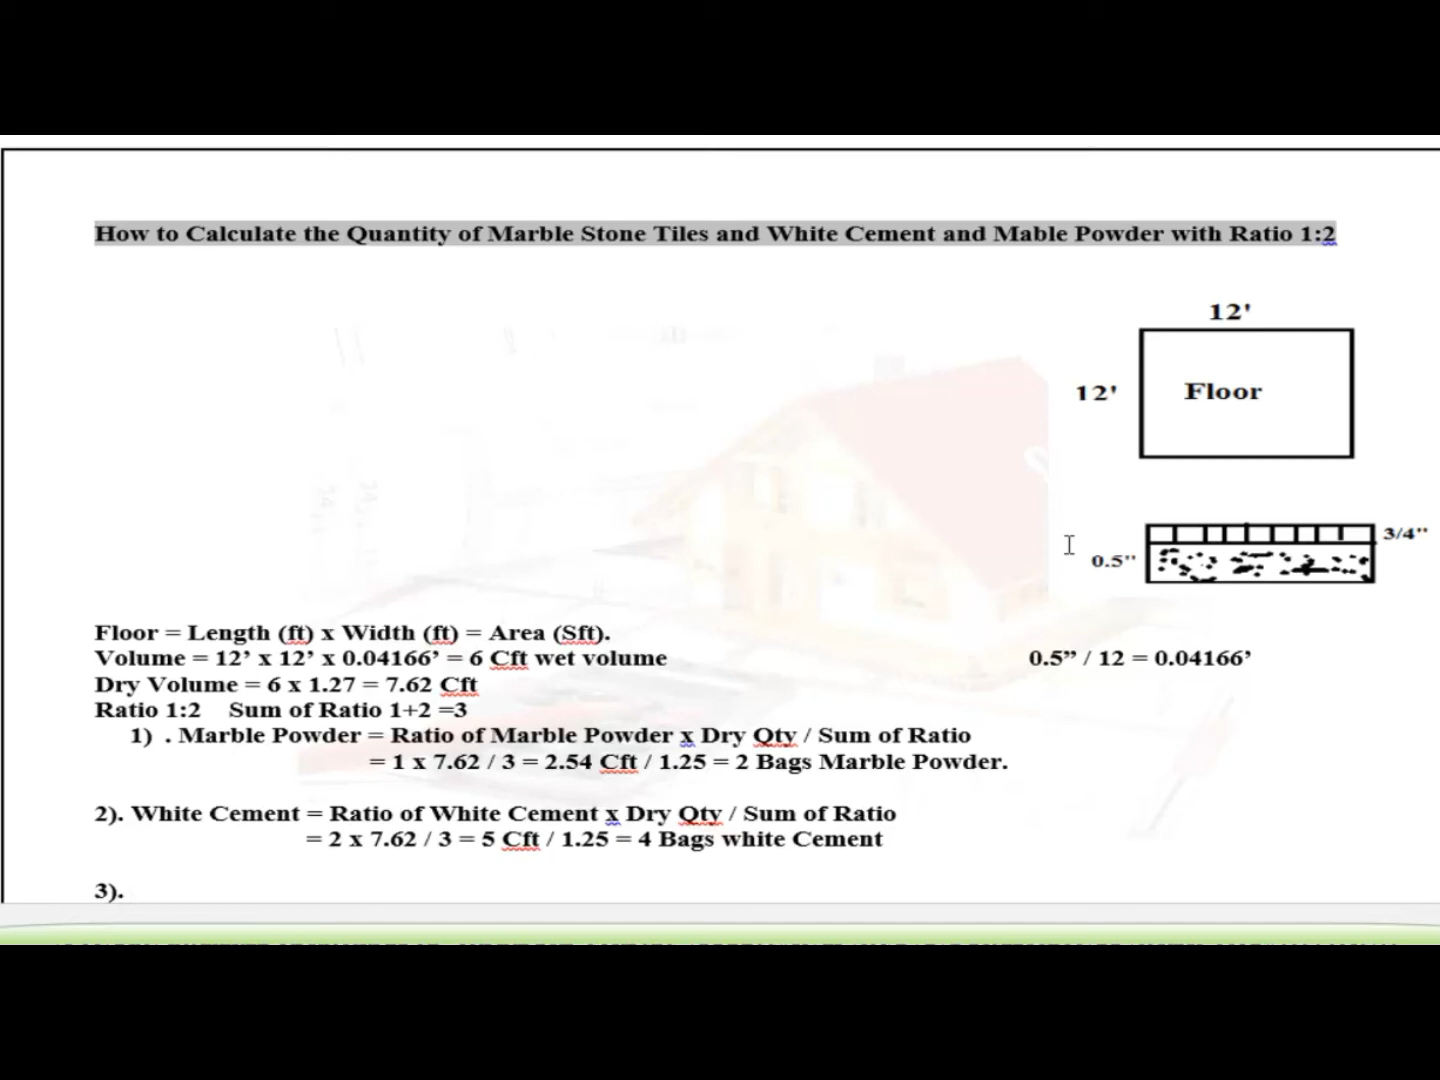 How to Calculate the Quantity of Marble Stone Tiles and White Cement and Mable Powder with Ratio 1:2
12'
12'
Floor
3/4"
0.5"
Floor = Length (ft) x Width (ft) = Area (Sft).
Volume = 12’ x 12’ x 0.04166’ = 6 Cft wet volume
0.5” / 12 = 0.04166’
Dry Volume = 6 x 1.27 = 7.62 Cft
Ratio 1:2 Sum of Ratio 1+2 =3
1) . Marble Powder = Ratio of Marble Powder x Dry Qty / Sum of Ratio
= 1 x 7.62 / 3 = 2.54 Cft / 1.25 = 2 Bags Marble Powder.
2). White Cement = Ratio of White Cement x Dry Qty / Sum of Ratio
= 2 x 7.62 / 3 = 5 Cft / 1.25 = 4 Bags white Cement
3).